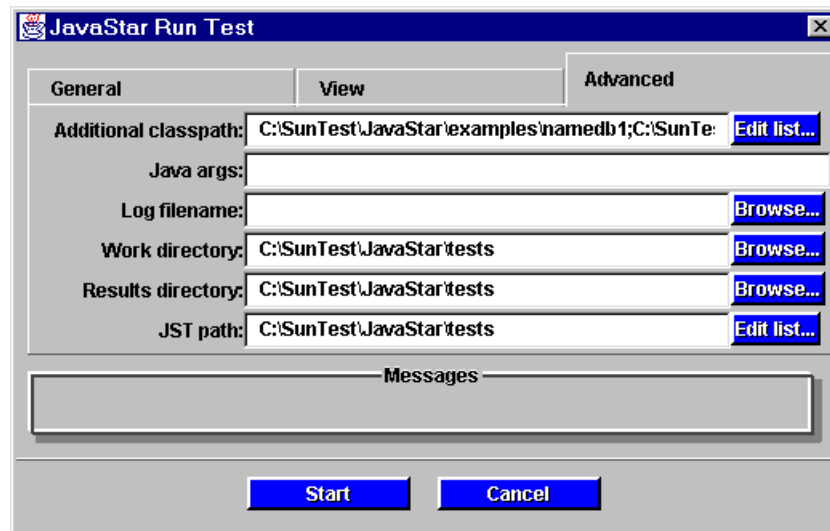 JavaStar Run Test
General View Advanced
Additional classpath: C:\SunTest\JavaStar\examples\namedb1;C:\SunTe Edit list...
Java args:
Log filename: Browse...
Work directory: C:\SunTest\JavaStar\tests Browse...
Results directory: C:\SunTest\JavaStar\tests Browse...
JST path: C:\SunTest\JavaStar\tests Edit list...
Messages
Start Cancel